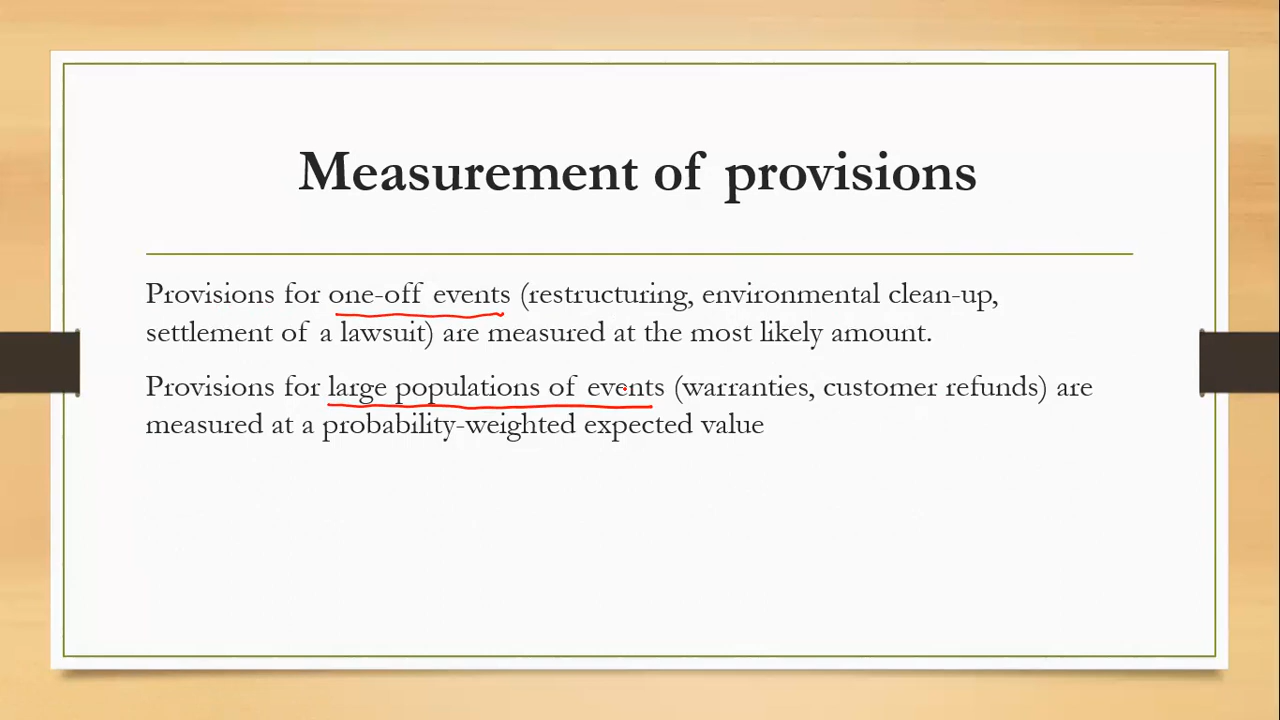 Measurement of provisions
Provisions for one-off events (restructuring, environmental clean-up,
settlement of a lawsuit) are measured at the most likely amount.
Provisions for large populations of events (warranties, customer refunds) are
measured at a probability-weighted expected value